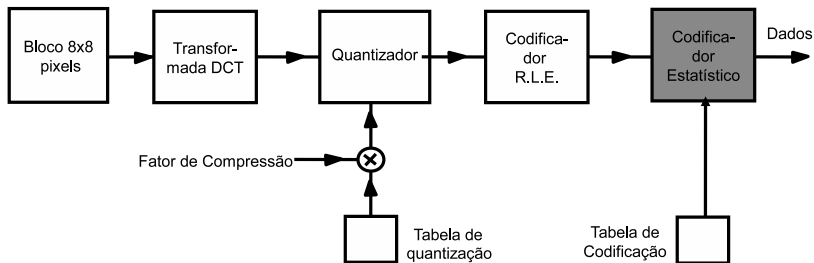 Bloco 8x8
pixels
Transfor-
mada DCT
Quantizador
Codifica-
dor
R.L.E.
Codifica-
dor
Estatístico
Dados
Fator de Compressão
Tabela de
quantização
Tabela de
Codificação